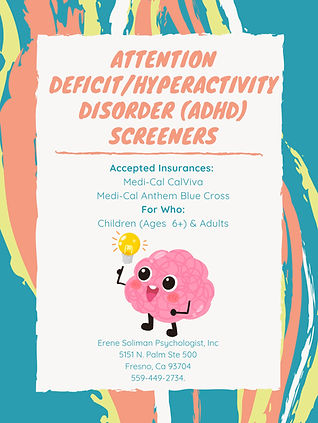 ATTENTION
DEFICIT/HYPERACTIVITY
DISORDER (ADHD)
SCREENERS
Accepted Insurances:
Medi-Cal CalViva
Medi-Cal Anthem Blue Cross
For Who:
Children (Ages 6+) & Adults
Erene Soliman Psychologist, Inc
5151 N. Palm Ste 500
Fresno, Ca 93704
559-449-2734.